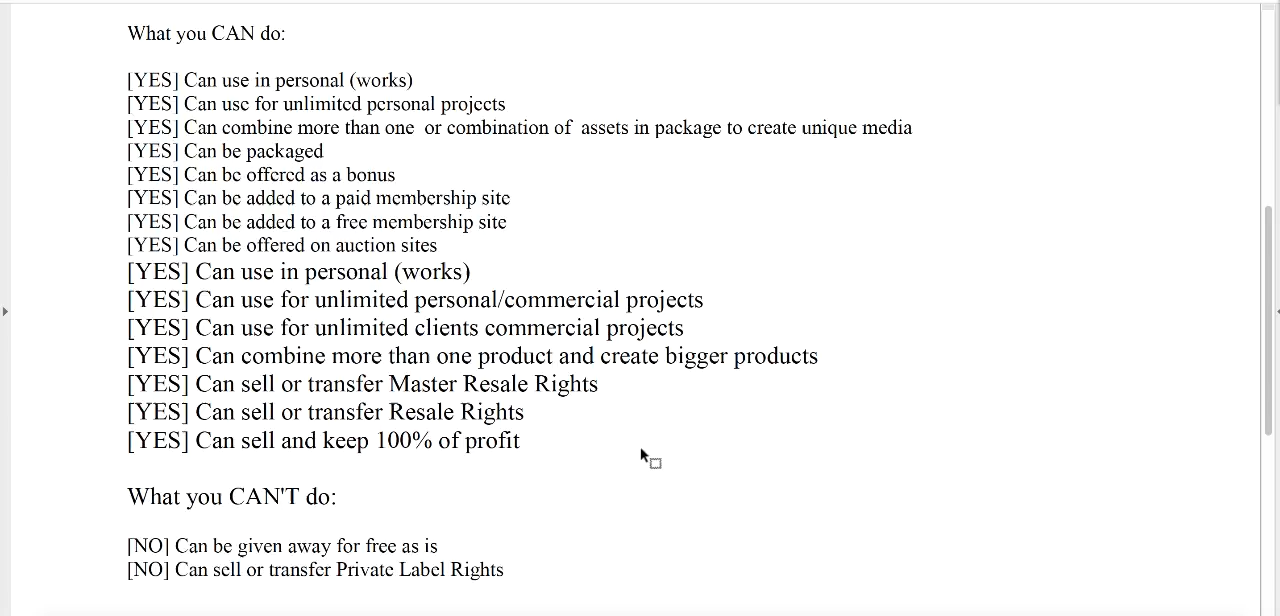 What you CAN do:
[YES] Can use in personal (works)
[YES] Can use for unlimited personal projects
[YES] Can combine more than one  or combination of  assets in package to create unique media
[YES] Can be packaged
[YES] Can be offered as a bonus
[YES] Can be added to a paid membership site
[YES] Can be added to a free membership site
[YES] Can be offered on auction sites
[YES] Can use in personal (works)
[YES] Can use for unlimited personal/commercial projects
[YES] Can use for unlimited clients commercial projects
[YES] Can combine more than one product and create bigger products
[YES] Can sell or transfer Master Resale Rights
[YES] Can sell or transfer Resale Rights
[YES] Can sell and keep 100% of profit
What you CAN'T do:
[NO] Can be given away for free as is
[NO] Can sell or transfer Private Label Rights